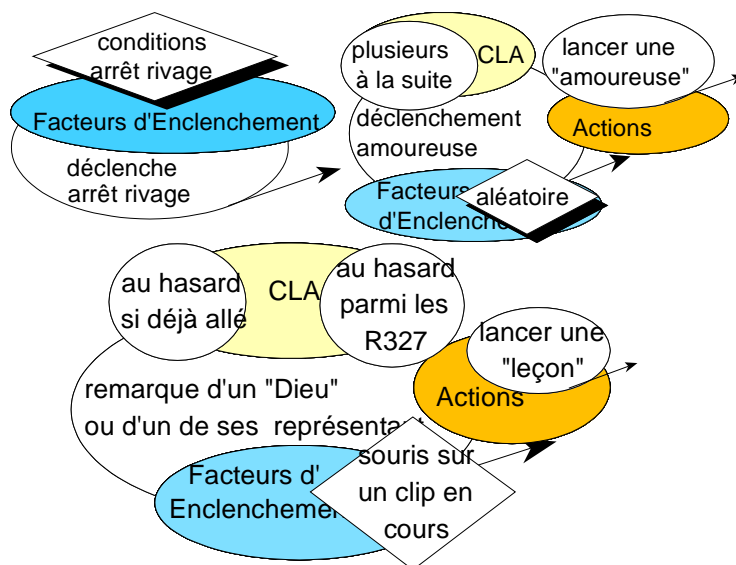 conditions
arrêt rivage
Facteurs d'Enclenchement
déclenche
arrêt rivage
plusieurs
à la suite
CLA
lancer une
"amoureuse"
déclenchement
amoureuse
Actions
Facteurs
d'Enclenche
aléatoire
au hasard
si déjà allé
CLA
au hasard
parmi les
R327
lancer une
"leçon"
remarque d'un "Dieu"
ou d'un de ses représentant
Actions
Facteurs d'
Enclenchemen
souris sur
un clip en
cours